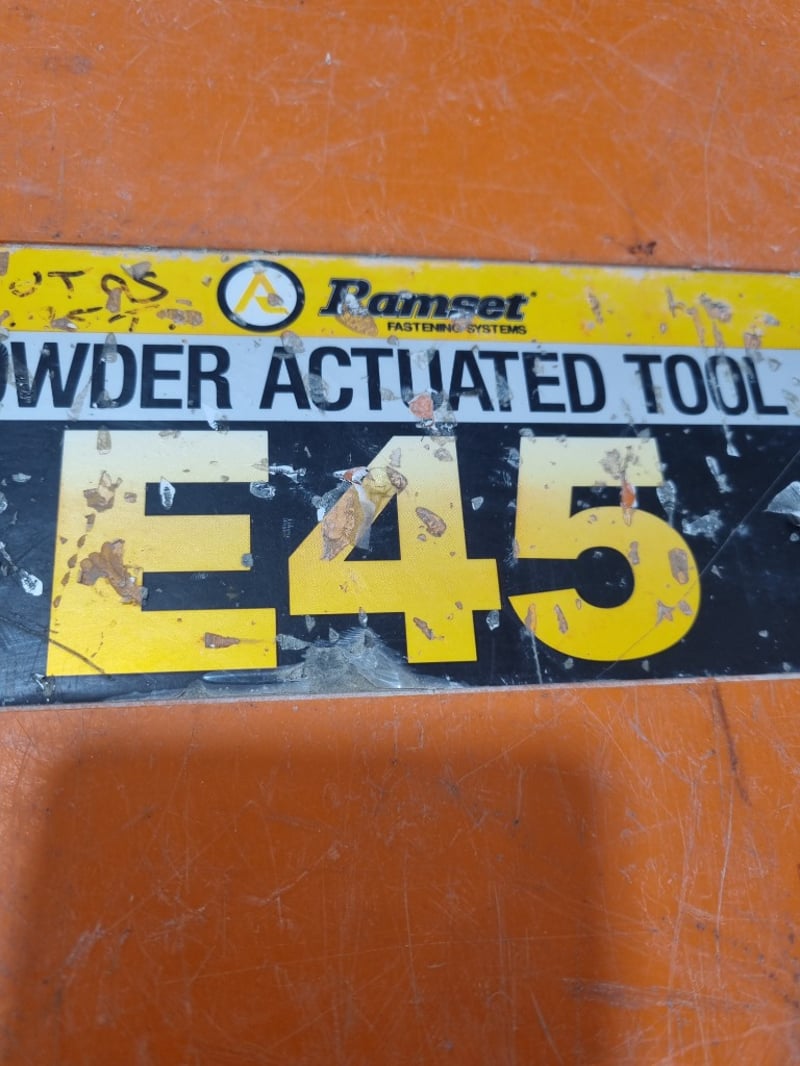 Ramset
FASTENING SYSTEMS
OWDER ACTUATED TOOL
E45